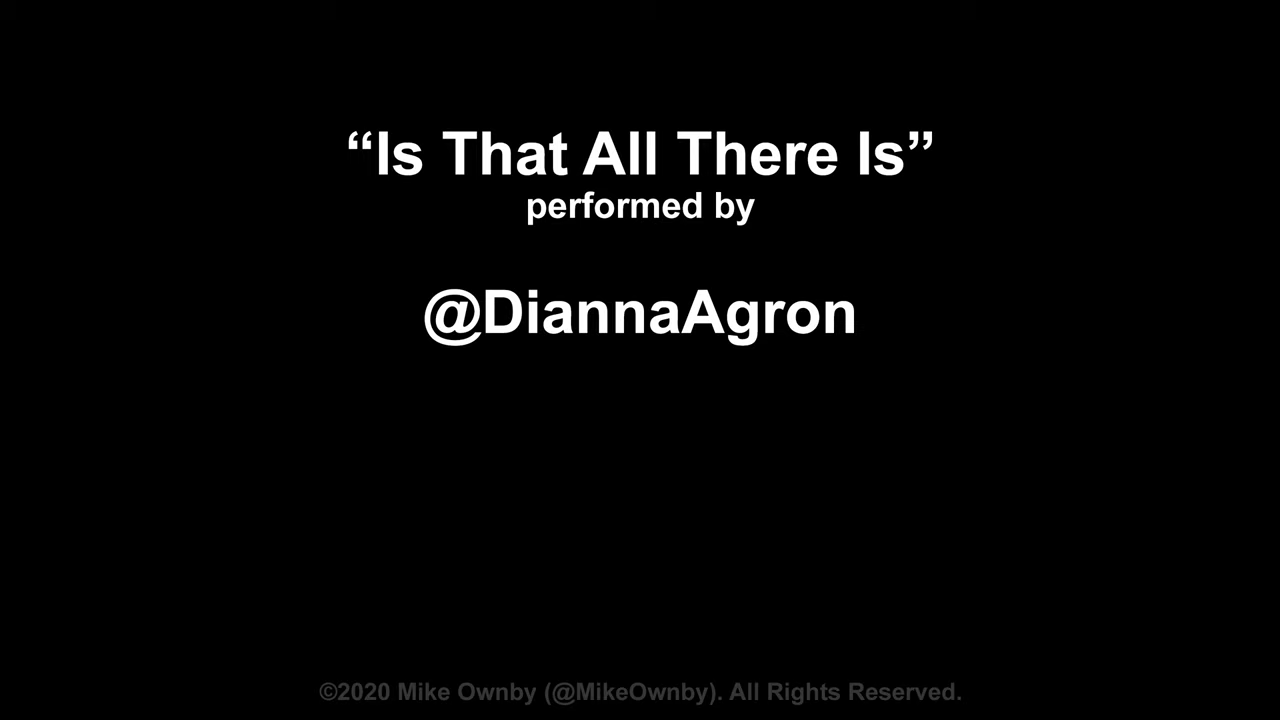 “Is That All There Is”
performed by
@DiannaAgron
©2020 Mike Ownby (@MikeOwnby). All Rights Reserved.